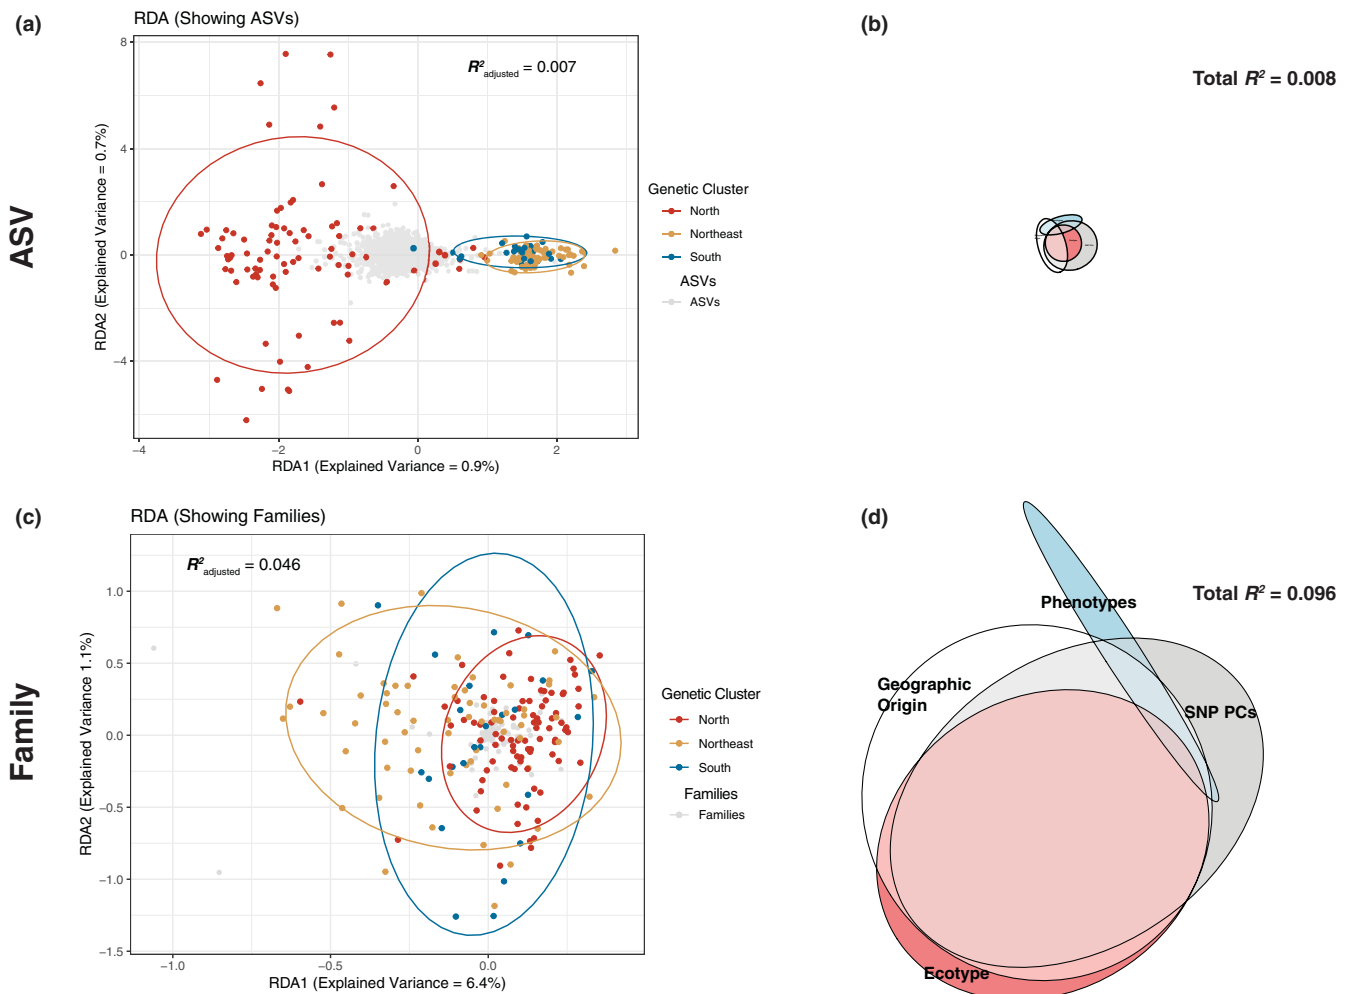 (a)
RDA (Showing ASVs)
ASV
R²adjusted = 0.007
8
4
0
−4
RDA2 (Explained Variance = 0.7%)
−4
−2
0
2
RDA1 (Explained Variance = 0.9%)
Genetic Cluster
North
Northeast
South
ASVs
ASVs
(b)
Total R² = 0.008
(c)
RDA (Showing Families)
Family
R²adjusted = 0.046
1.0
0.5
0.0
−0.5
−1.0
−1.5
RDA2 (Explained Variance 1.1%)
−1.0
−0.5
0.0
RDA1 (Explained Variance = 6.4%)
Genetic Cluster
North
Northeast
South
Families
Families
(d)
Total R² = 0.096
Phenotypes
Geographic
Origin
SNP PCs
Ecotype